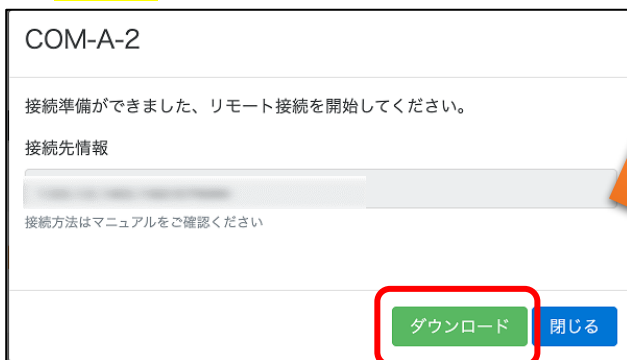 COM-A-2
接続準備ができました、リモート接続を開始してください。
接続先情報
接続方法はマニュアルをご確認ください
ダウンロード
閉じる